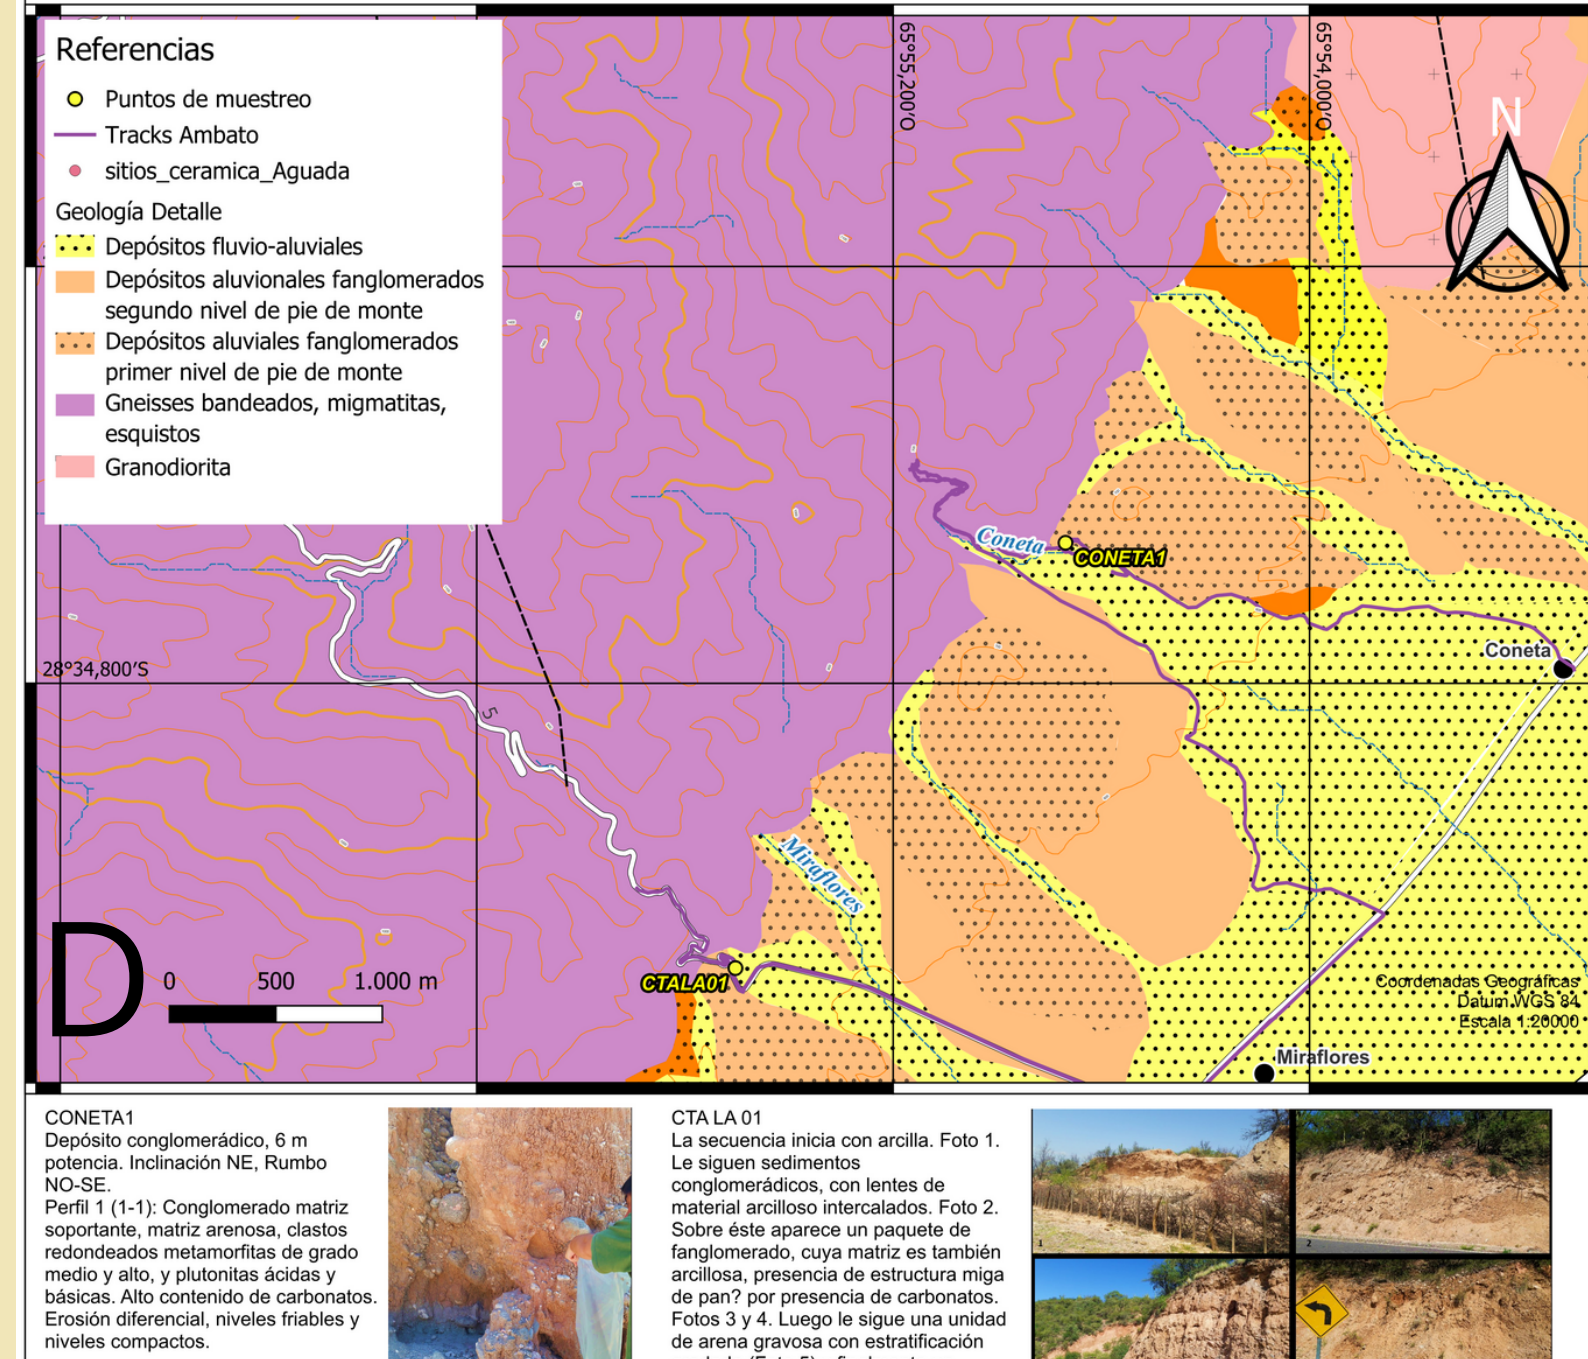 Referencias
Puntos de muestreo
Tracks Ambato
sitios_ceramica_Aguada
Geología Detalle
Depósitos fluvio-aluviales
Depósitos aluvionales fanglomerados
segundo nivel de pie de monte
Depósitos aluviales fanglomerados
primer nivel de pie de monte
Gneisses bandeados, migmatitas,
esquistos
Granodiorita
65°55,200'O
65°54,000'O
N
Coneta
CONETA1
Coneta
28°34,800'S
5
Miraflores
CTALA01
D
0 500 1.000 m
Coordenadas Geográficas
Datum WGS 84
Escala 1:20000
Miraflores
CONETA1
Depósito conglomerádico, 6 m
potencia. Inclinación NE, Rumbo
NO-SE.
Perfil 1 (1-1): Conglomerado matriz
soportante, matriz arenosa, clastos
redondeados metamorfitas de grado
medio y alto, y plutonitas ácidas y
básicas. Alto contenido de carbonatos.
Erosión diferencial, niveles friables y
niveles compactos.
CTA LA 01
La secuencia inicia con arcilla. Foto 1.
Le siguen sedimentos
conglomerádicos, con lentes de
material arcilloso intercalados. Foto 2.
Sobre éste aparece un paquete de
fanglomerado, cuya matriz es también
arcillosa, presencia de estructura miga
de pan? por presencia de carbonatos.
Fotos 3 y 4. Luego le sigue una unidad
de arena gravosa con estratificación
1
2